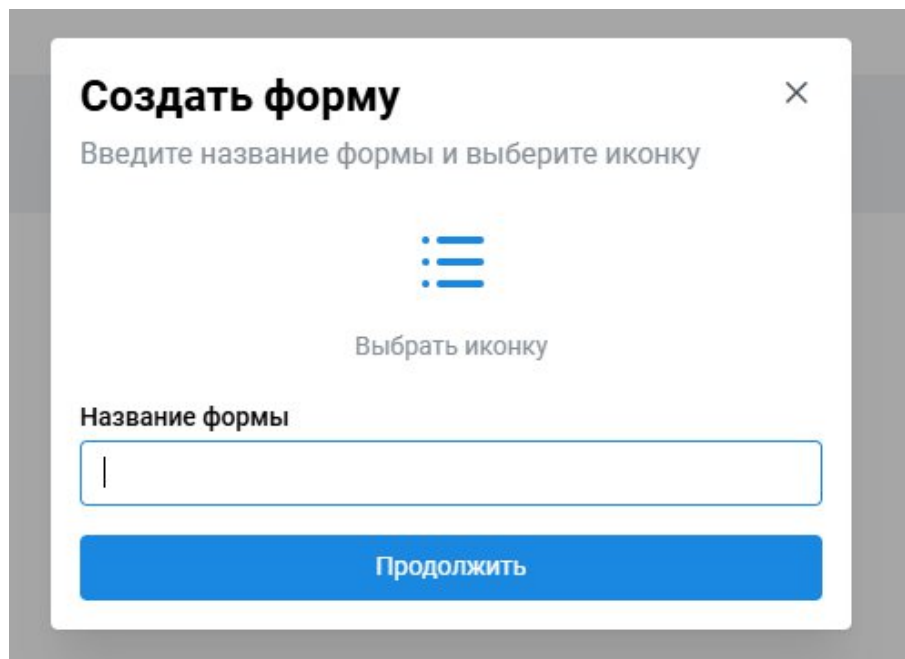 Создать форму
Введите название формы и выберите иконку
Выбрать иконку
Название формы
Продолжить